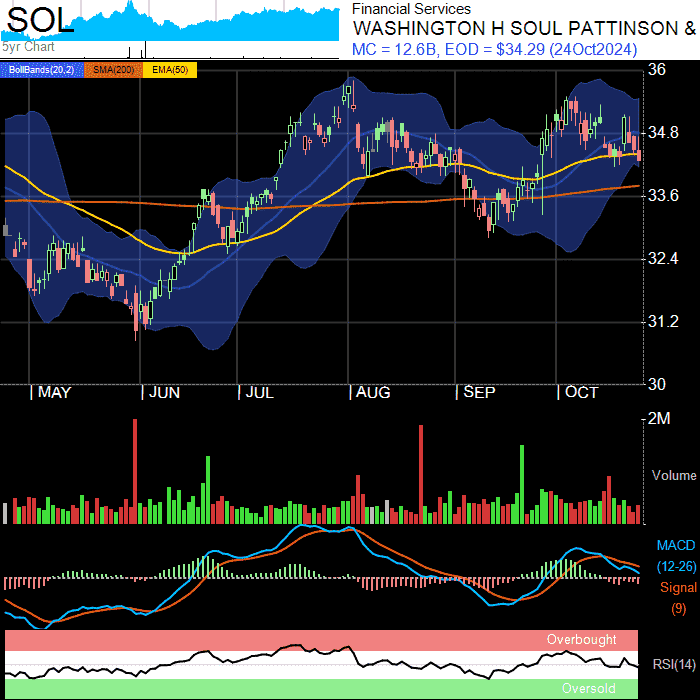 SOL
5yr Chart
Financial Services
WASHINGTON H SOUL PATTINSON &
MC = 12.6B, EOD = $34.29 (24Oct2024)
BollBands(20,2) SMA(200) EMA(50)
36
34.8
33.6
32.4
31.2
30
| MAY | JUN | JUL | AUG | SEP | OCT
2M
Volume
MACD
(12-26)
Signal
(9)
Overbought
RSI(14)
Oversold